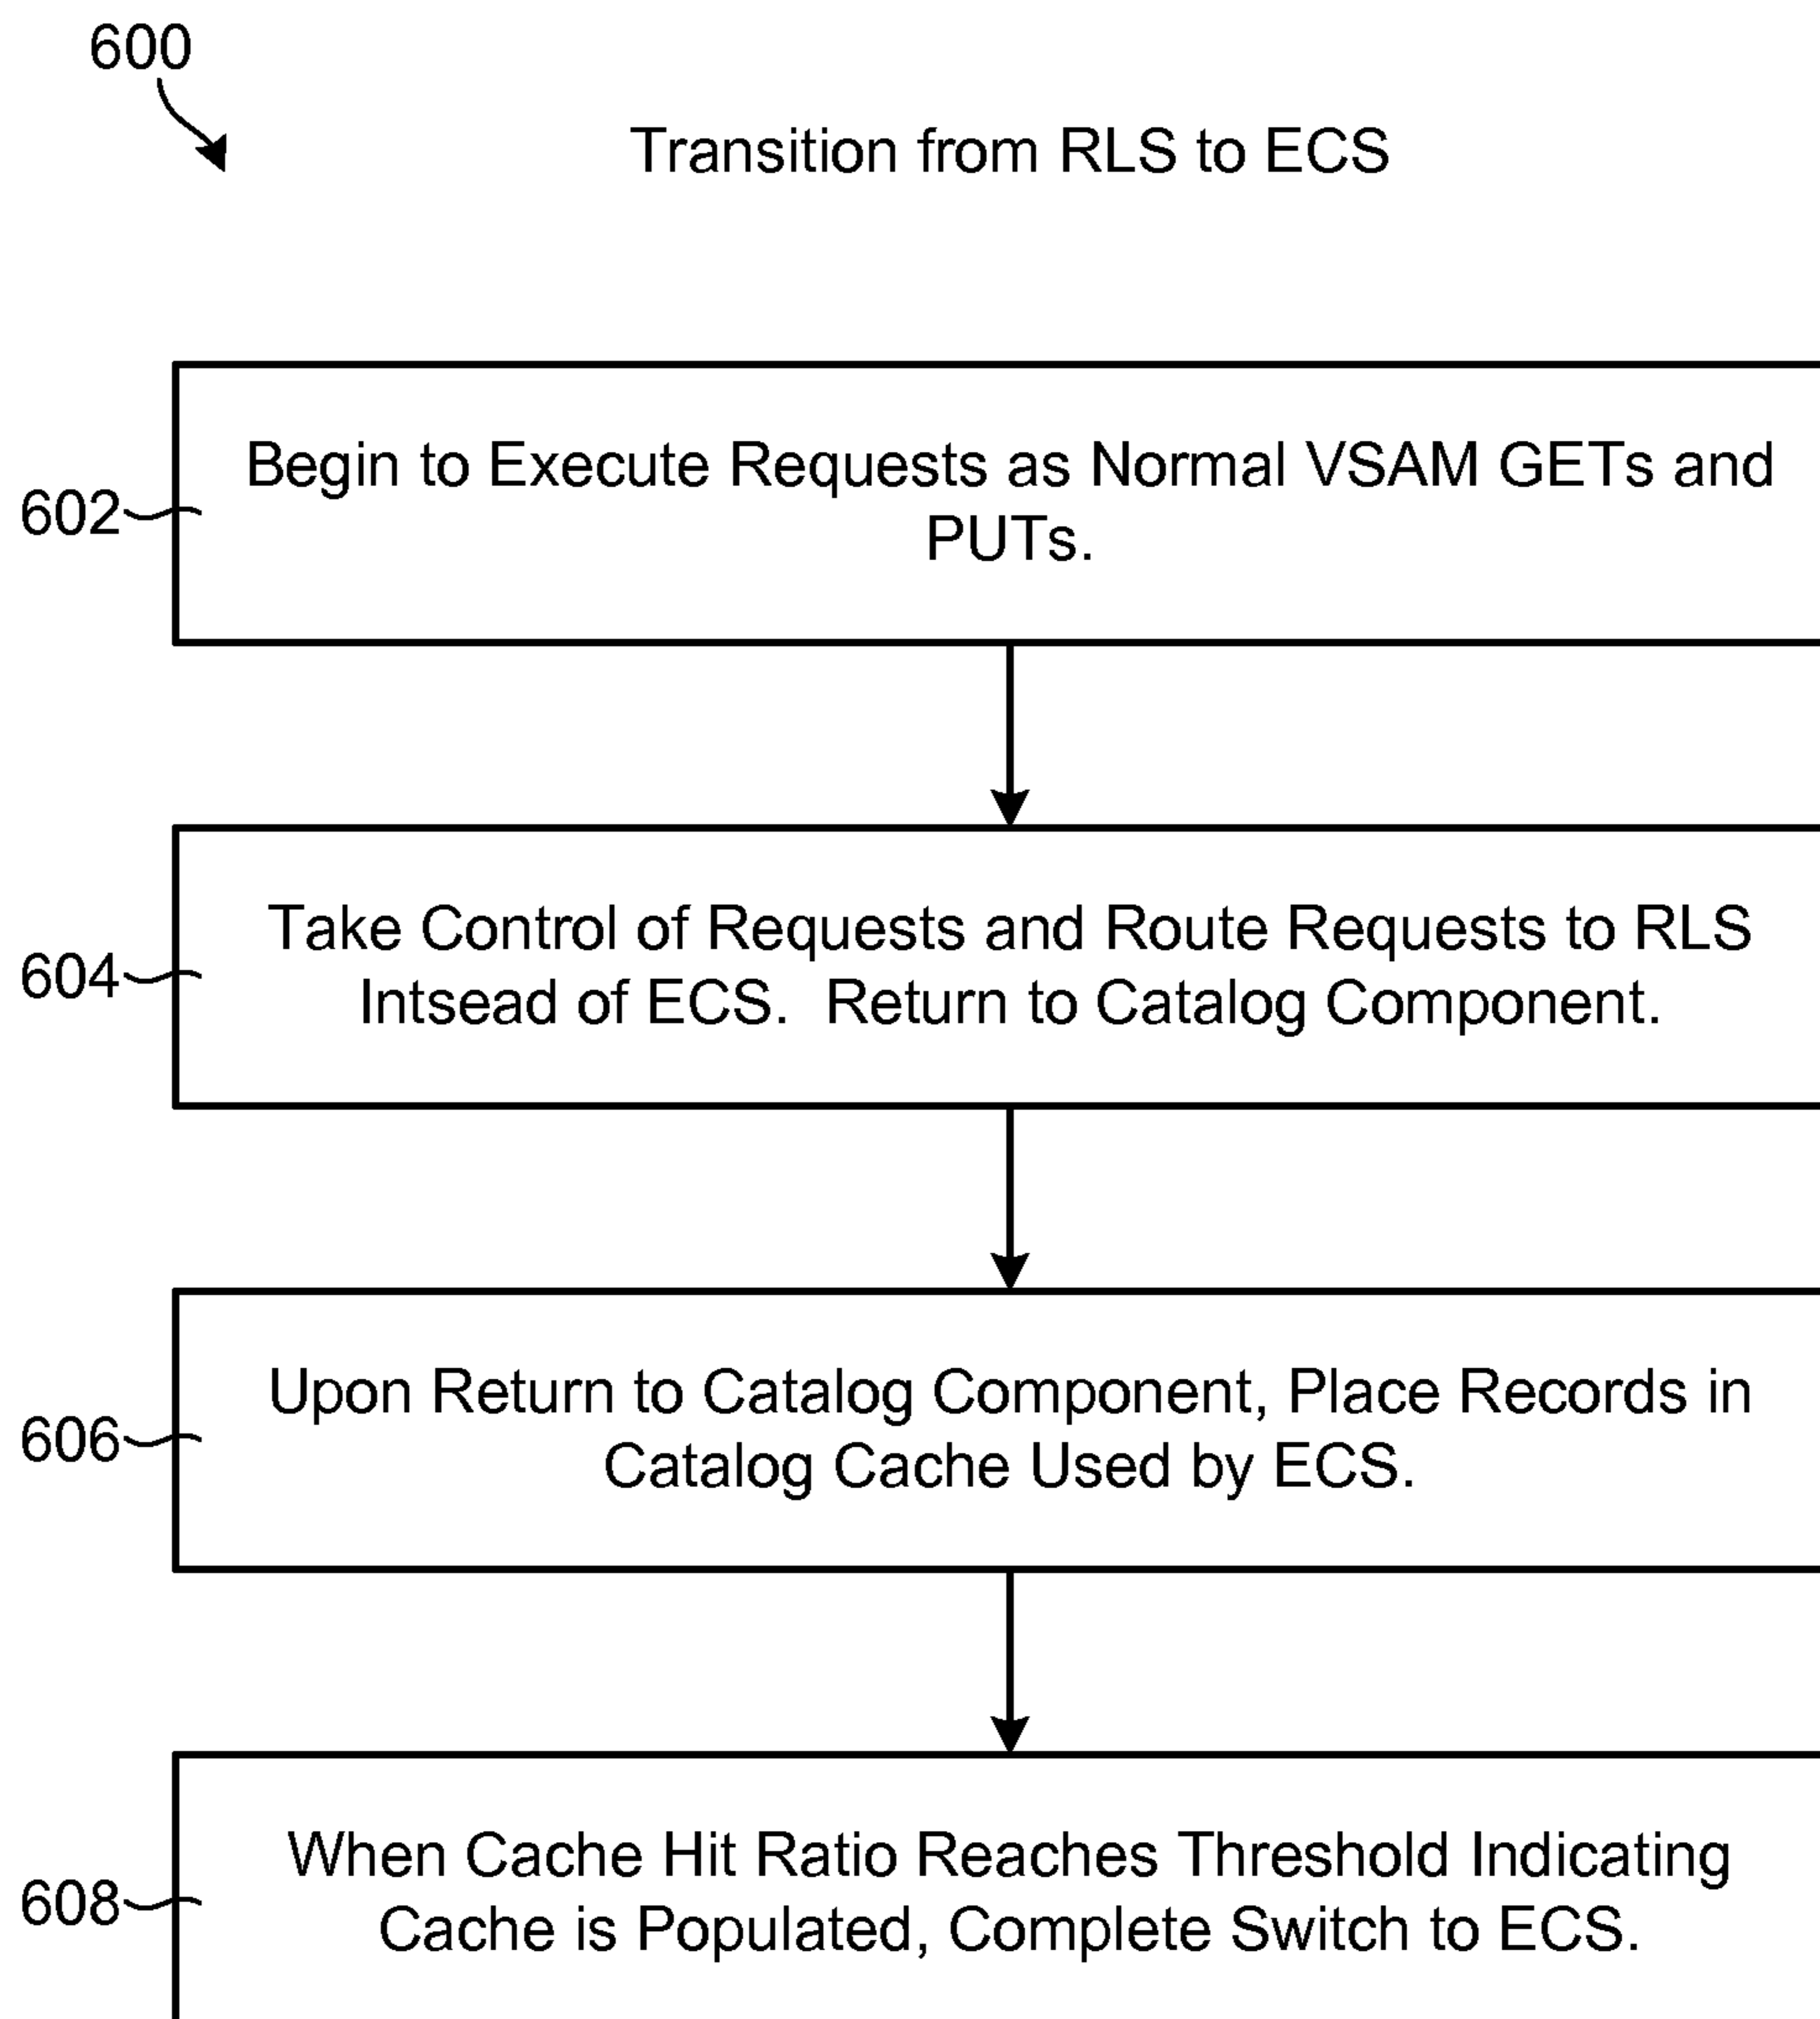 600
Transition from RLS to ECS
602
Begin to Execute Requests as Normal VSAM GETs and
PUTs.
604
Take Control of Requests and Route Requests to RLS
Intsead of ECS.  Return to Catalog Component.
606
Upon Return to Catalog Component, Place Records in
Catalog Cache Used by ECS.
608
When Cache Hit Ratio Reaches Threshold Indicating
Cache is Populated, Complete Switch to ECS.